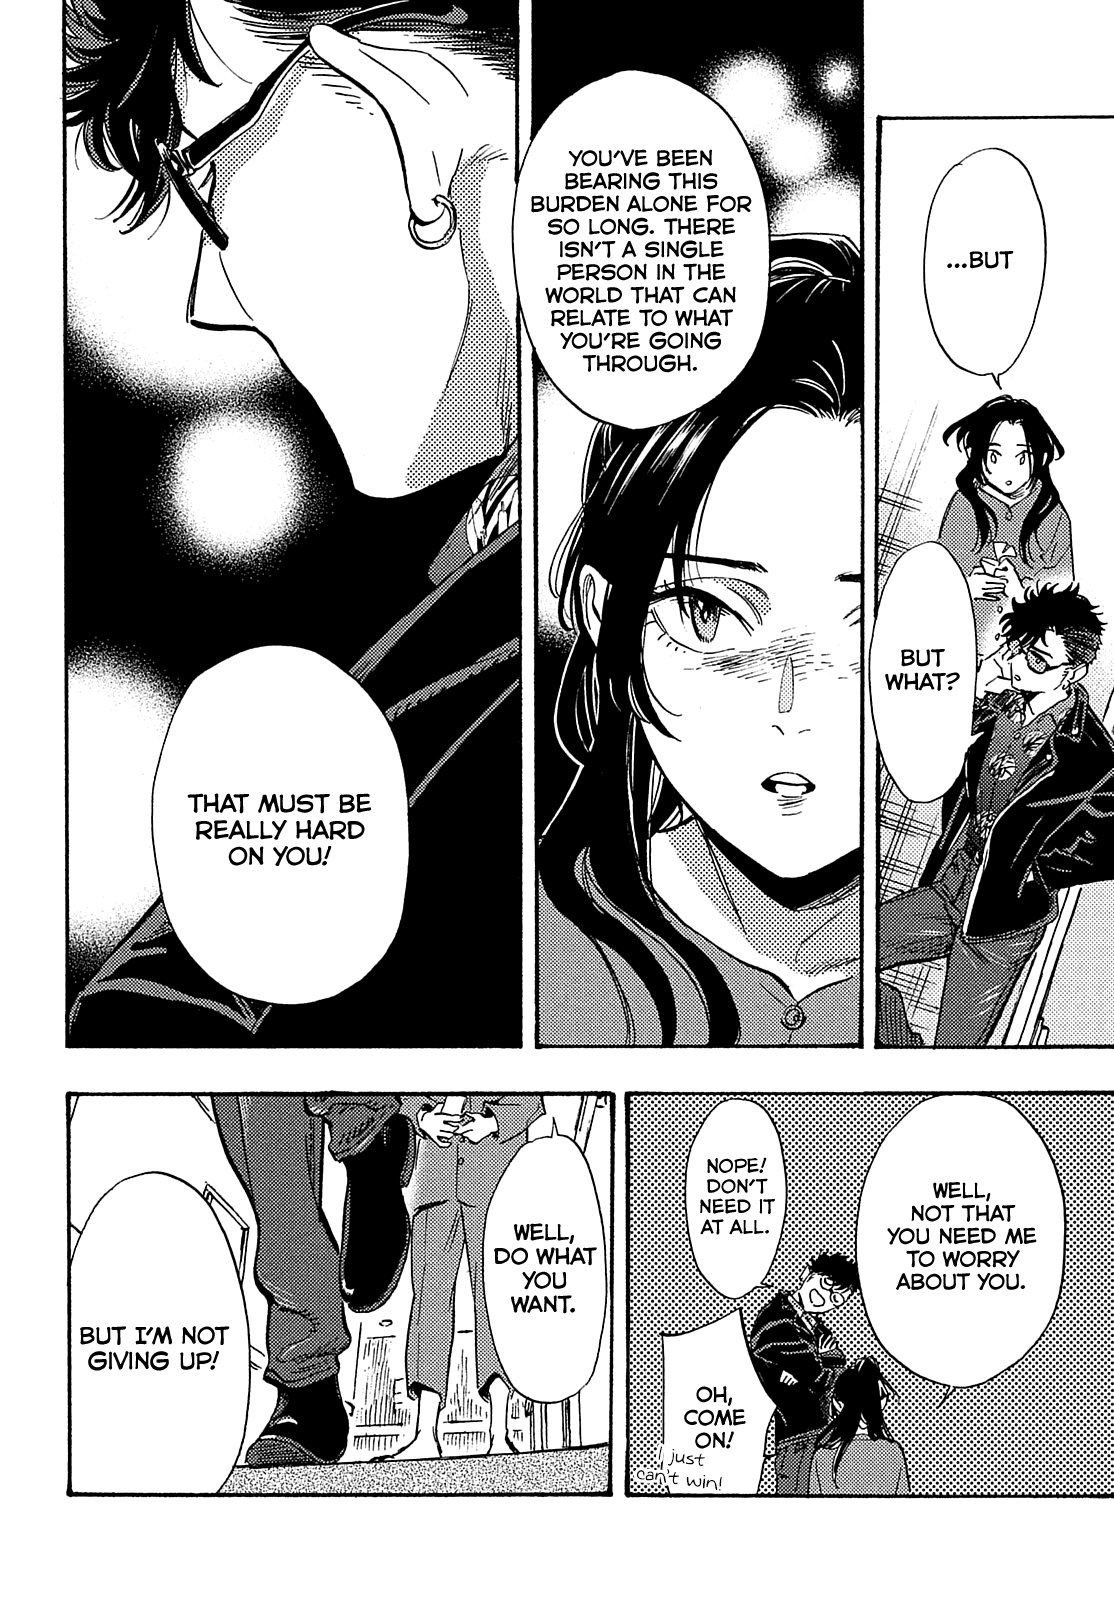 ...BUT
BUT
WHAT?
YOU'VE BEEN
BEARING THIS
BURDEN ALONE FOR
SO LONG. THERE
ISN'T A SINGLE
PERSON IN THE
WORLD THAT CAN
RELATE TO WHAT
YOU'RE GOING
THROUGH.
THAT MUST BE
REALLY HARD
ON YOU!
WELL,
NOT THAT
YOU NEED ME
TO WORRY
ABOUT YOU.
NOPE!
DON'T
NEED IT
AT ALL.
OH,
COME
ON!
I just
can't win!
WELL,
DO WHAT
YOU
WANT.
BUT I'M NOT
GIVING UP!